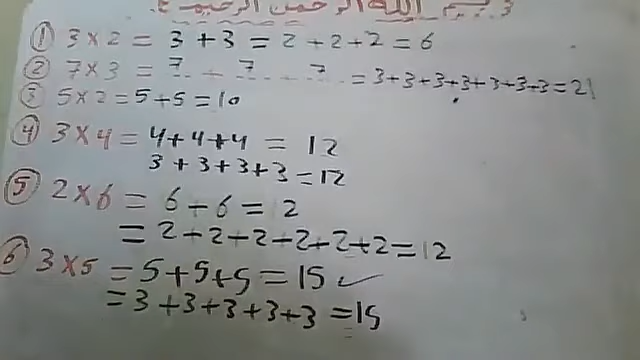 بسم الله الرحمن الرحيم
① 3 × 2 = 3 + 3 = 2 + 2 + 2 = 6
② 7 × 3 = 7 + 7 + 7 = 3+3+3+3+3+3+3=21
③ 5 × 2 = 5 + 5 = 10
④ 3 × 4 = 4+4+4 = 12
3 + 3 + 3 + 3 = 12
⑤ 2 × 6 = 6 + 6 = 2
= 2 + 2 + 2 + 2 + 2 + 2 = 12
⑥ 3 × 5 = 5 + 5 + 5 = 15 ✓
= 3 + 3 + 3 + 3 + 3 = 15